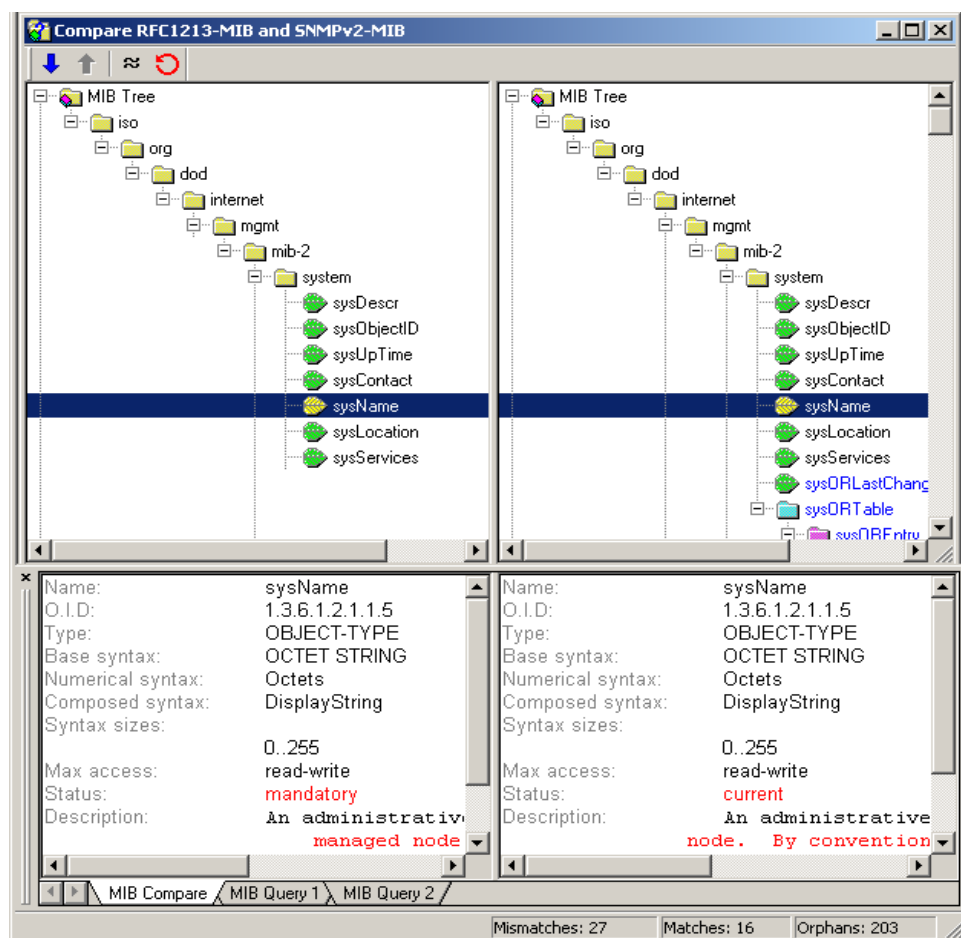 Compare RFC1213-MIB and SNMPv2-MIB
MIB Tree
iso
org
dod
internet
mgmt
mib-2
system
sysDescr
sysObjectID
sysUpTime
sysContact
sysName
sysLocation
sysServices
MIB Tree
iso
org
dod
internet
mgmt
mib-2
system
sysDescr
sysObjectID
sysUpTime
sysContact
sysName
sysLocation
sysServices
sysORLastChang
sysORTable
sysOREntry
Name: sysName
O.I.D: 1.3.6.1.2.1.1.5
Type: OBJECT-TYPE
Base syntax: OCTET STRING
Numerical syntax: Octets
Composed syntax: DisplayString
Syntax sizes:
0..255
Max access: read-write
Status: mandatory
Description: An administrativ
managed node
Name: sysName
O.I.D: 1.3.6.1.2.1.1.5
Type: OBJECT-TYPE
Base syntax: OCTET STRING
Numerical syntax: Octets
Composed syntax: DisplayString
Syntax sizes:
0..255
Max access: read-write
Status: current
Description: An administrative
node. By convention
MIB Compare MIB Query 1 MIB Query 2
Mismatches: 27 Matches: 16 Orphans: 203